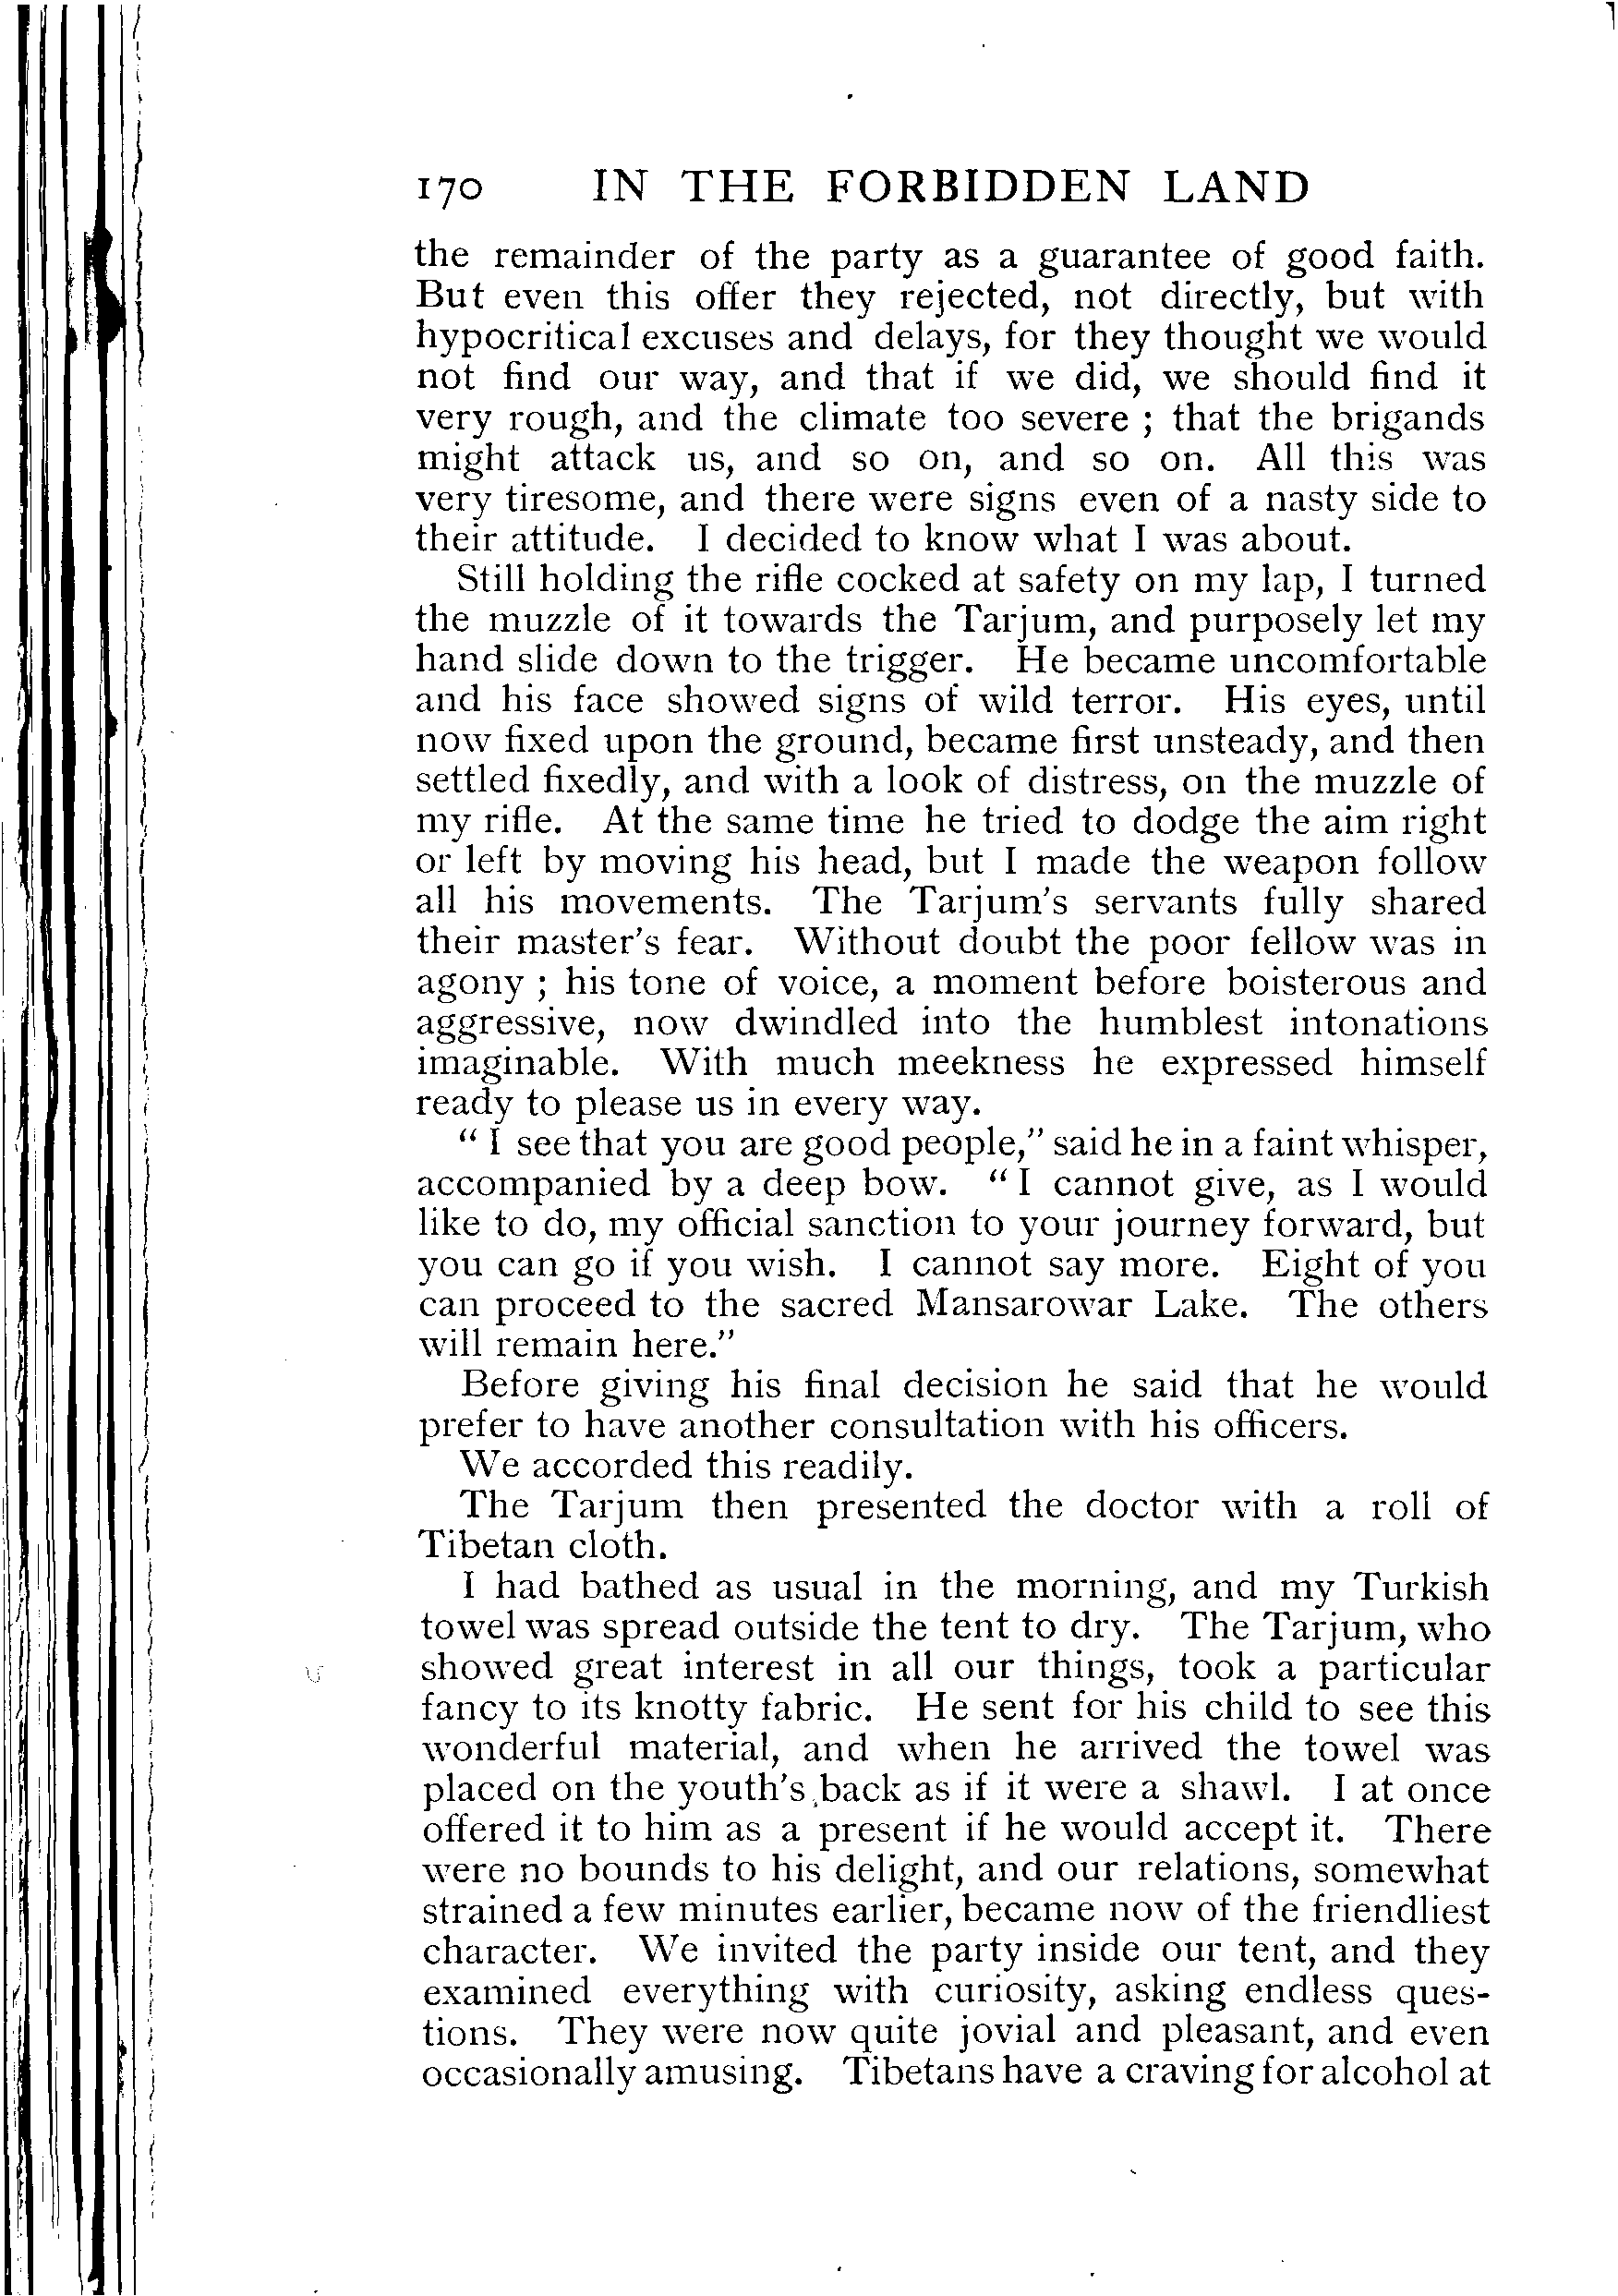 170 IN THE FORBIDDEN LAND
the remainder of the party as a guarantee of good faith.
But even this offer they rejected, not directly, but with
hypocritical excuses and delays, for they thought we would
not find our way, and that if we did, we should find it
very rough, and the climate too severe ; that the brigands
might attack us, and so on, and so on. All this was
very tiresome, and there were signs even of a nasty side to
their attitude. I decided to know what I was about.
Still holding the rifle cocked at safety on my lap, I turned
the muzzle of it towards the Tarjum, and purposely let my
hand slide down to the trigger. He became uncomfortable
and his face showed signs of wild terror. His eyes, until
now fixed upon the ground, became first unsteady, and then
settled fixedly, and with a look of distress, on the muzzle of
my rifle. At the same time he tried to dodge the aim right
or left by moving his head, but I made the weapon follow
all his movements. The Tarjum's servants fully shared
their master's fear. Without doubt the poor fellow was in
agony ; his tone of voice, a moment before boisterous and
aggressive, now dwindled into the humblest intonations
imaginable. With much meekness he expressed himself
ready to please us in every way.
“ I see that you are good people,” said he in a faint whisper,
accompanied by a deep bow. “ I cannot give, as I would
like to do, my official sanction to your journey forward, but
you can go if you wish. I cannot say more. Eight of you
can proceed to the sacred Mansarowar Lake. The others
will remain here.”
Before giving his final decision he said that he would
prefer to have another consultation with his officers.
We accorded this readily.
The Tarjum then presented the doctor with a roll of
Tibetan cloth.
I had bathed as usual in the morning, and my Turkish
towel was spread outside the tent to dry. The Tarjum, who
showed great interest in all our things, took a particular
fancy to its knotty fabric. He sent for his child to see this
wonderful material, and when he arrived the towel was
placed on the youth's back as if it were a shawl. I at once
offered it to him as a present if he would accept it. There
were no bounds to his delight, and our relations, somewhat
strained a few minutes earlier, became now of the friendliest
character. We invited the party inside our tent, and they
examined everything with curiosity, asking endless ques-
tions. They were now quite jovial and pleasant, and even
occasionally amusing. Tibetans have a craving for alcohol at